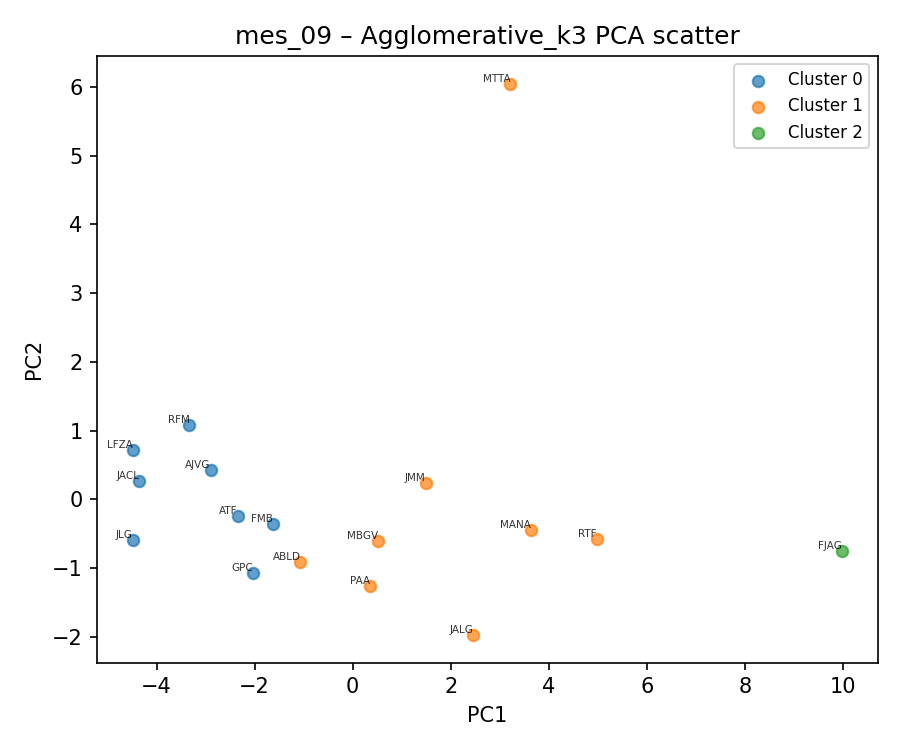 mes_09 – Agglomerative_k3 PCA scatter
MTTA
Cluster 0
Cluster 1
Cluster 2
6
5
4
3
2
1
0
−1
−2
PC2
RFM
LFZA
AJVG
JACL
JMM
ATF
FMB
MANA
JLG
MBGV
RTF
FJAG
ABLD
GPC
PAA
JALG
−4
−2
0
2
4
6
8
10
PC1